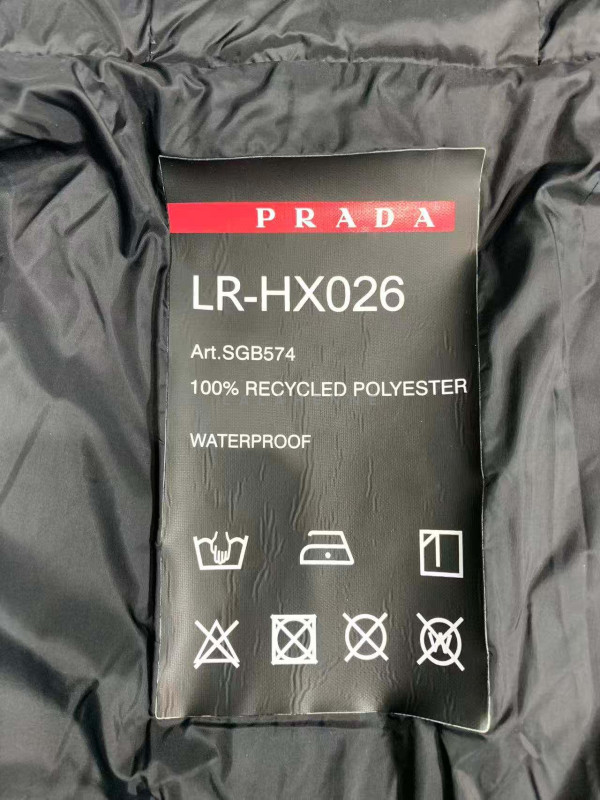 PRADA
LR-HX026
Art.SGB574
100% RECYCLED POLYESTER
WATERPROOF
W